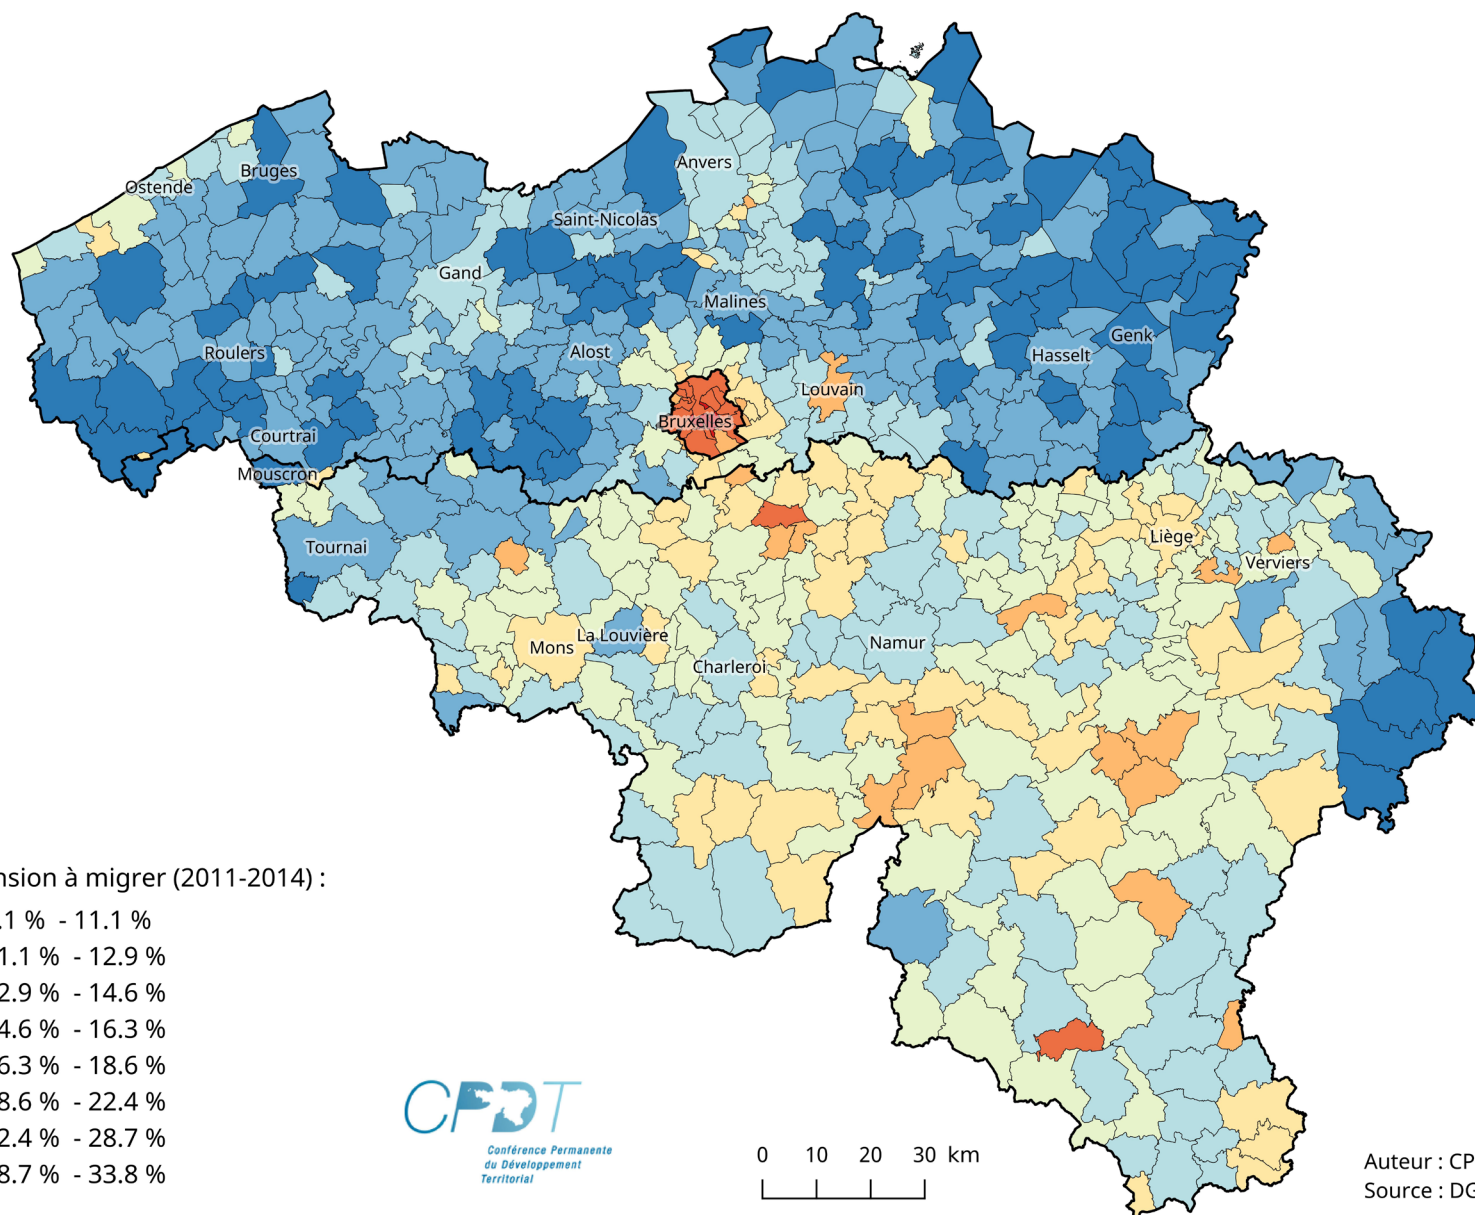 Anvers
Bruges
Ostende
Saint-Nicolas
Gand
Malines
Genk
Roulers
Alost
Hasselt
Louvain
Bruxelles
Courtrai
Mouscron
Liège
Tournai
Verviers
La Louvière
Mons
Namur
Charleroi
nsion à migrer (2011-2014) :
.1 % - 11.1 %
1.1 % - 12.9 %
2.9 % - 14.6 %
4.6 % - 16.3 %
6.3 % - 18.6 %
8.6 % - 22.4 %
2.4 % - 28.7 %
8.7 % - 33.8 %
CPDT
Conférence Permanente
du Développement
Territorial
0 10 20 30 km
Auteur : CP
Source : DG